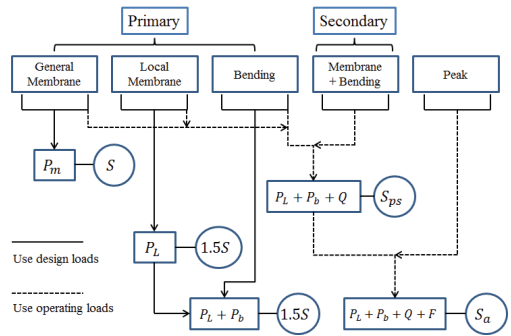 Primary
Secondary
General Membrane
Local Membrane
Bending
Membrane + Bending
Peak
P_m
S
P_L + P_b + Q
S_ps
P_L
1.5S
Use design loads
Use operating loads
P_L + P_b
1.5S
P_L + P_b + Q + F
S_a